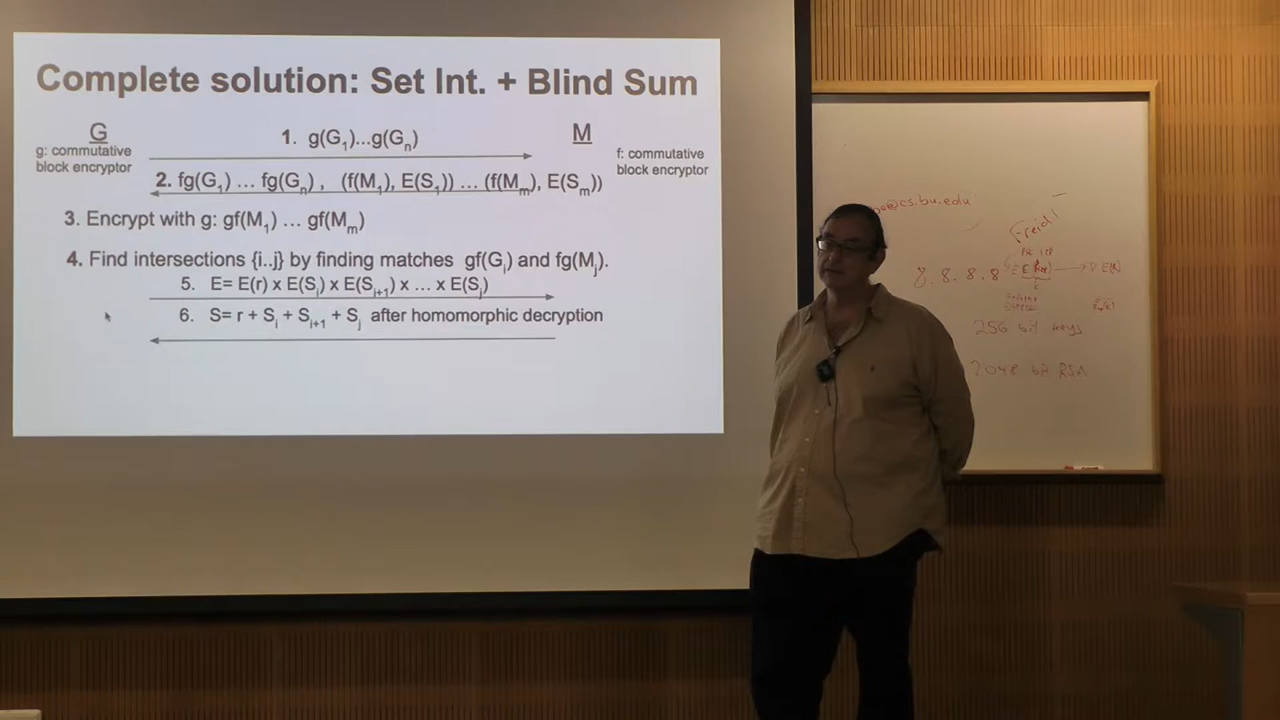 Complete solution: Set Int. + Blind Sum
G
g: commutative
block encryptor
1. g(G1)...g(Gn)
M
f: commutative
block encryptor
2. fg(G1) ... fg(Gn) , (f(M1), E(S1)) ... (f(Mm), E(Sm))
3. Encrypt with g: gf(M1) ... gf(Mm)
4. Find intersections {i..j} by finding matches gf(Gi) and fg(Mj).
5. E= E(r) x E(Si) x E(Si+1) x ... x E(Sj)
6. S= r + Si + Si+1 + Sj after homomorphic decryption
@cs.bu.edu
8.8.8.8
256 bit keys
2048 bit RSA